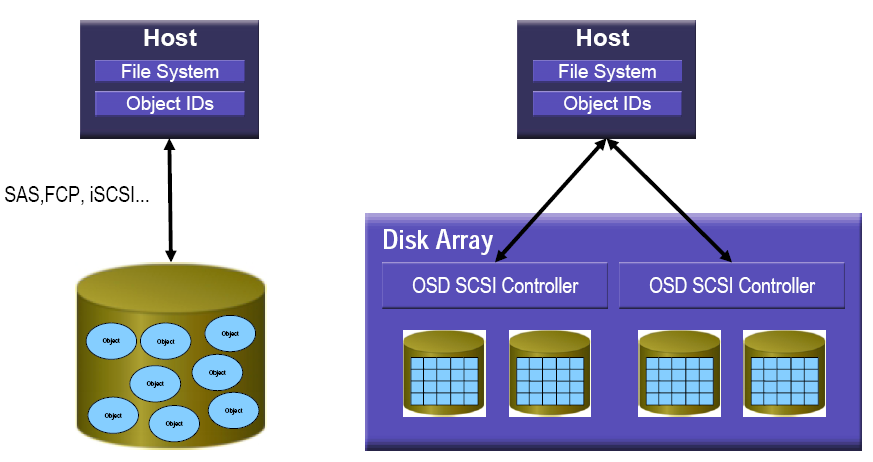 Host
File System
Object IDs
SAS,FCP, iSCSI...
Object
Object
Object
Object
Object
Object
Object
Object
Host
File System
Object IDs
Disk Array
OSD SCSI Controller
OSD SCSI Controller